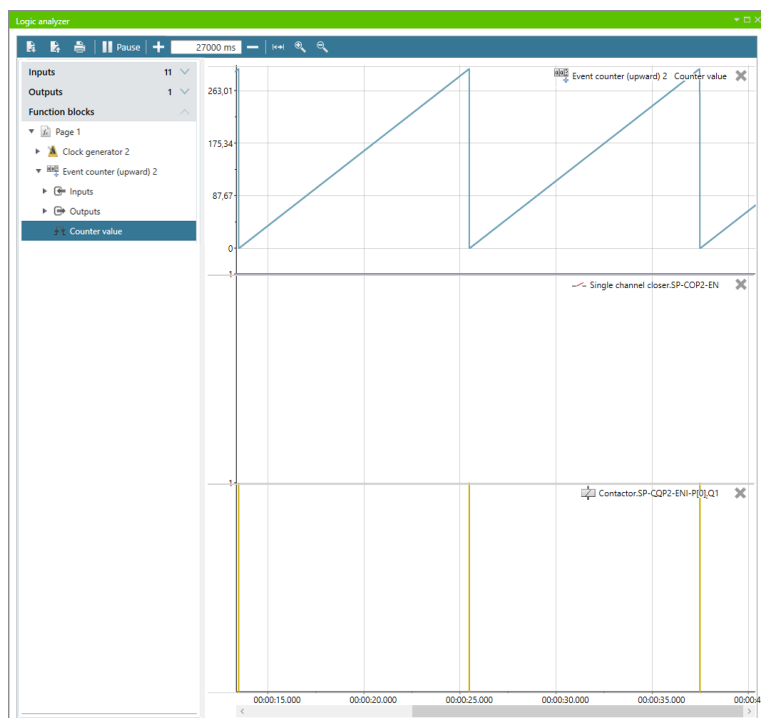 Logic analyzer
Pause
27000 ms
Inputs 11
Outputs 1
Function blocks
Page 1
Clock generator 2
Event counter (upward) 2
Inputs
Outputs
Counter value
Event counter (upward) 2 Counter value
263,01
175,34
87,67
0
1
Single channel closer.SP-COP2-EN
1
Contactor.SP-COP2-ENI-P[0].Q1
00:00:15.000 00:00:20.000 00:00:25.000 00:00:30.000 00:00:35.000 00:00:4